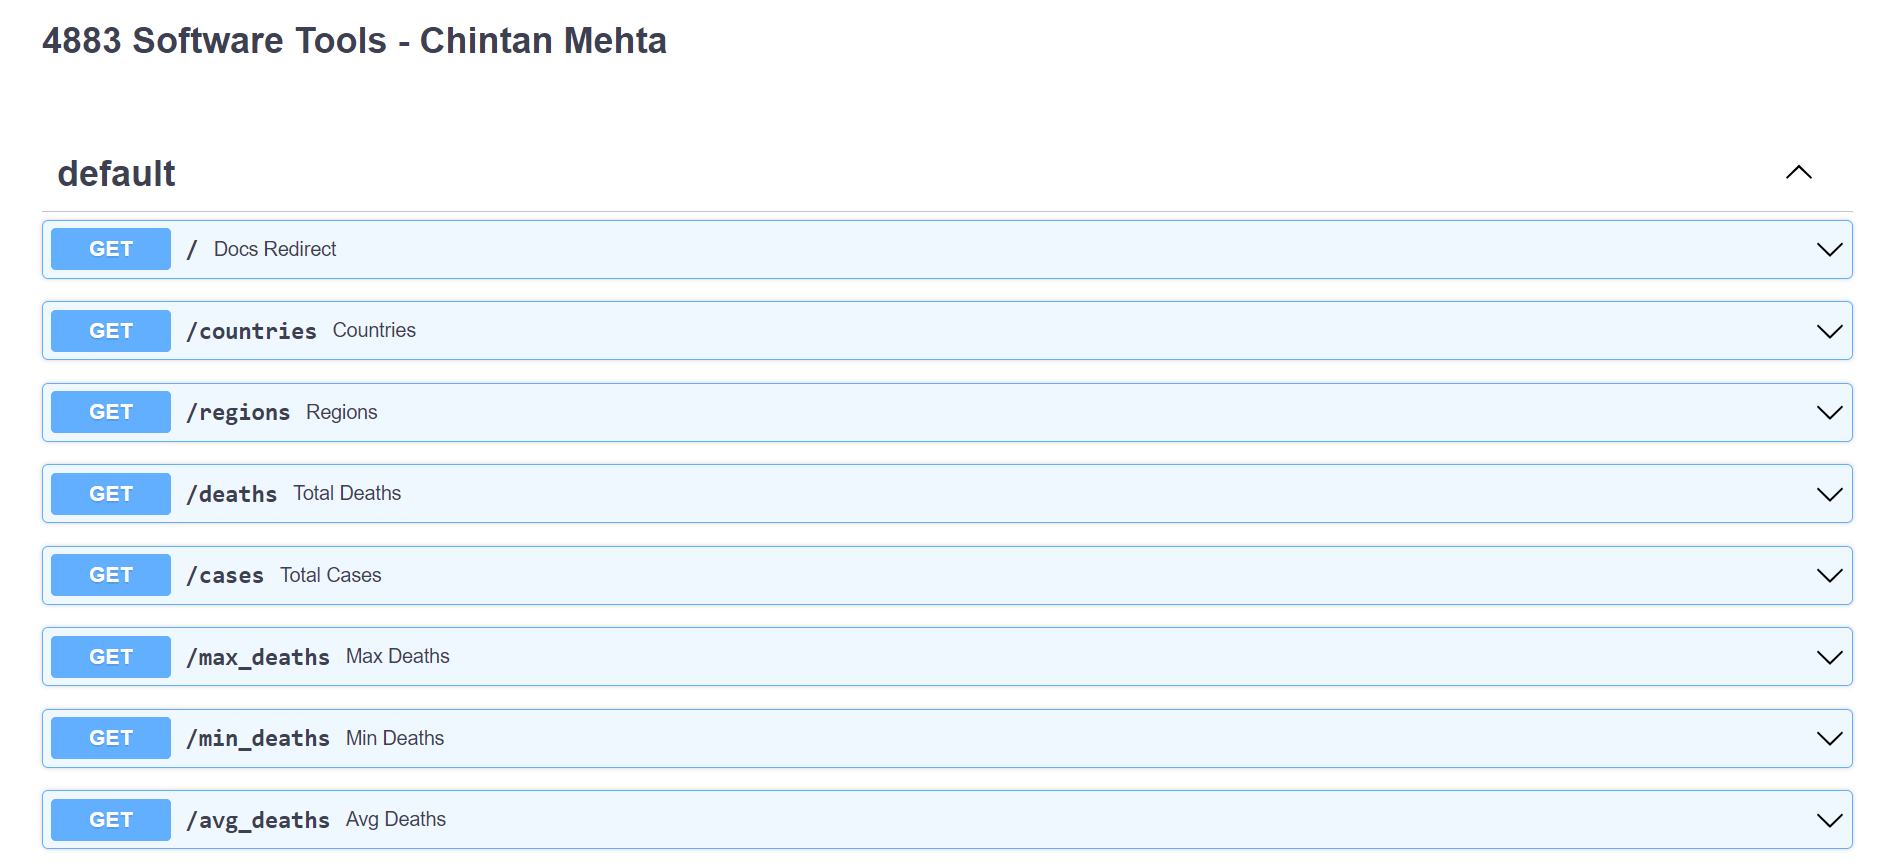 4883 Software Tools - Chintan Mehta
default
GET / Docs Redirect
GET /countries Countries
GET /regions Regions
GET /deaths Total Deaths
GET /cases Total Cases
GET /max_deaths Max Deaths
GET /min_deaths Min Deaths
GET /avg_deaths Avg Deaths